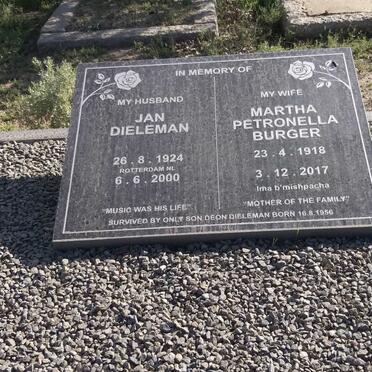 IN MEMORY OF
MY HUSBAND
JAN
DIELEMAN
26. 8. 1924
ROTTERDAM NL
6. 6. 2000
"MUSIC WAS HIS LIFE"
MY WIFE
MARTHA
PETRONELLA
BURGER
23. 4. 1918
3. 12. 2017
Ima b'mishpacha
"MOTHER OF THE FAMILY"
SURVIVED BY ONLY SON DEON DIELEMAN BORN 16.8.1956